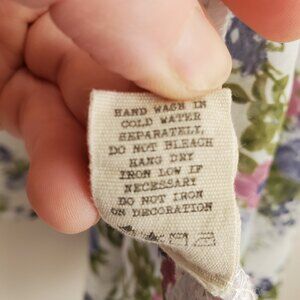 HAND WASH IN
COLD WATER
SEPARATELY,
DO NOT BLEACH
HANG DRY
IRON LOW IF
NECESSARY
DO NOT IRON
ON DECORATION